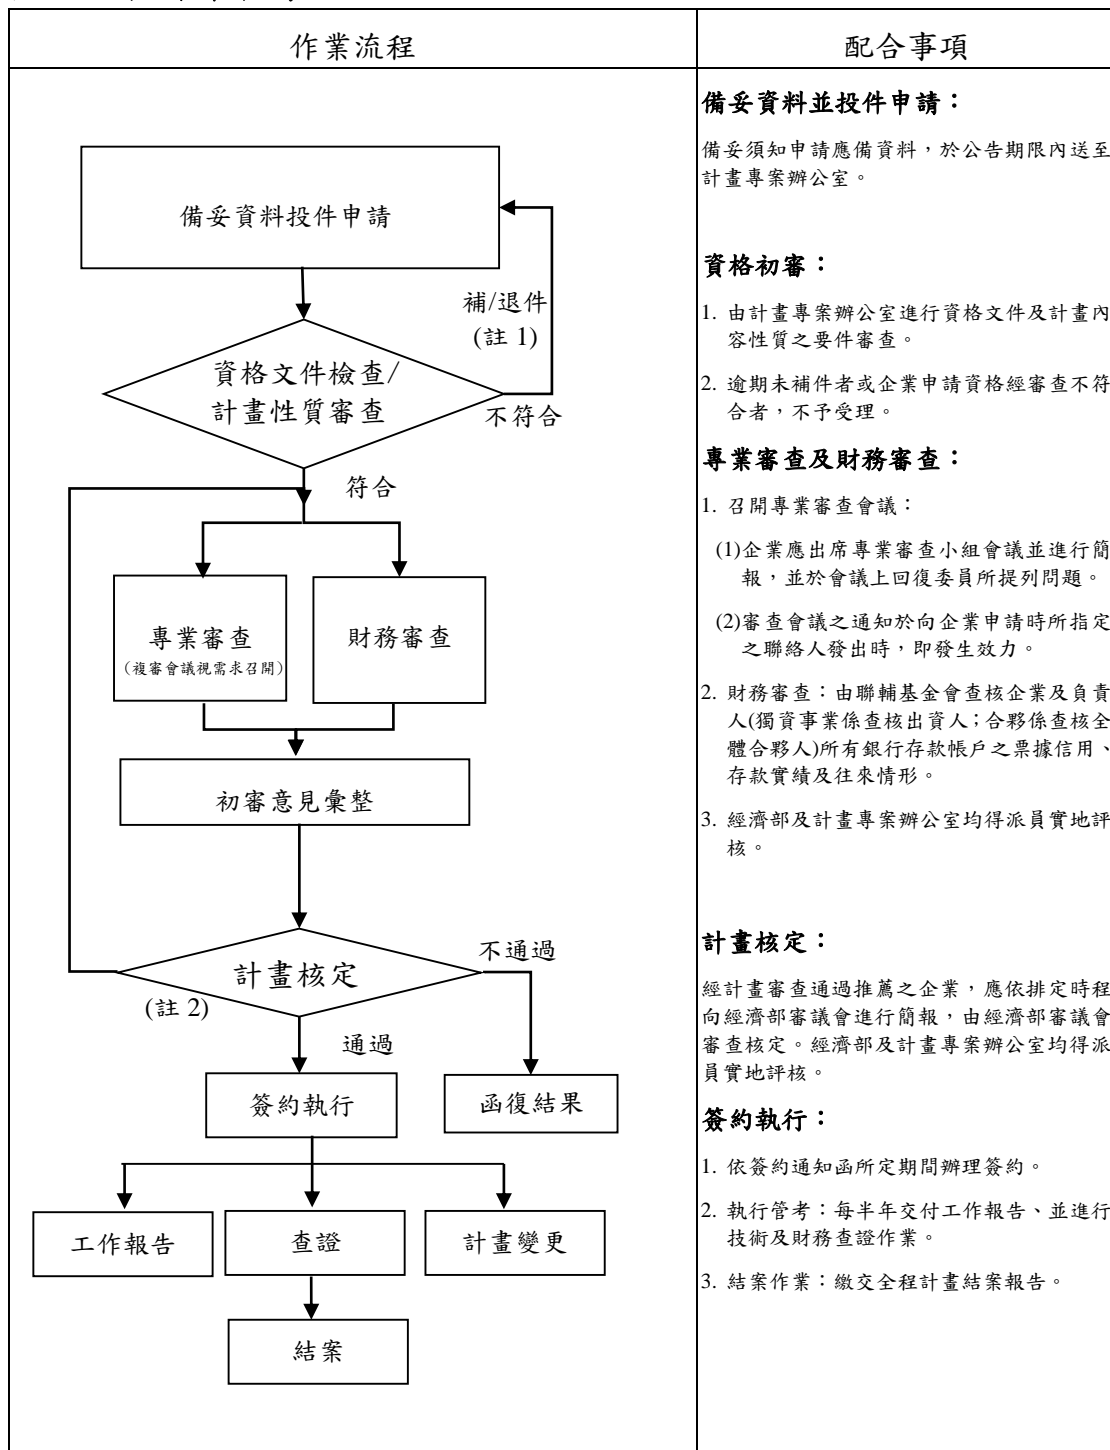 作業流程
配合事項
備妥資料投件申請
補/退件
(註 1)
資格文件檢查/
計畫性質審查
不符合
符合
專業審查
(複審會議視需求召開)
財務審查
初審意見彙整
計畫核定
不通過
(註 2)
通過
簽約執行
函復結果
工作報告
查證
計畫變更
結案
備妥資料並投件申請：
備妥須知申請應備資料，於公告期限內送至
計畫專案辦公室。
資格初審：
1. 由計畫專案辦公室進行資格文件及計畫內
容性質之要件審查。
2. 逾期未補件者或企業申請資格經審查不符
合者，不予受理。
專業審查及財務審查：
1. 召開專業審查會議：
(1)企業應出席專業審查小組會議並進行簡
報，並於會議上回復委員所提列問題。
(2)審查會議之通知於向企業申請時所指定
之聯絡人發出時，即發生效力。
2. 財務審查：由聯輔基金會查核企業及負責
人(獨資事業係查核出資人；合夥係查核全
體合夥人)所有銀行存款帳戶之票據信用、
存款實績及往來情形。
3. 經濟部及計畫專案辦公室均得派員實地評
核。
計畫核定：
經計畫審查通過推薦之企業，應依排定時程
向經濟部審議會進行簡報，由經濟部審議會
審查核定。經濟部及計畫專案辦公室均得派
員實地評核。
簽約執行：
1. 依簽約通知函所定期間辦理簽約。
2. 執行管考：每半年交付工作報告、並進行
技術及財務查證作業。
3. 結案作業：繳交全程計畫結案報告。